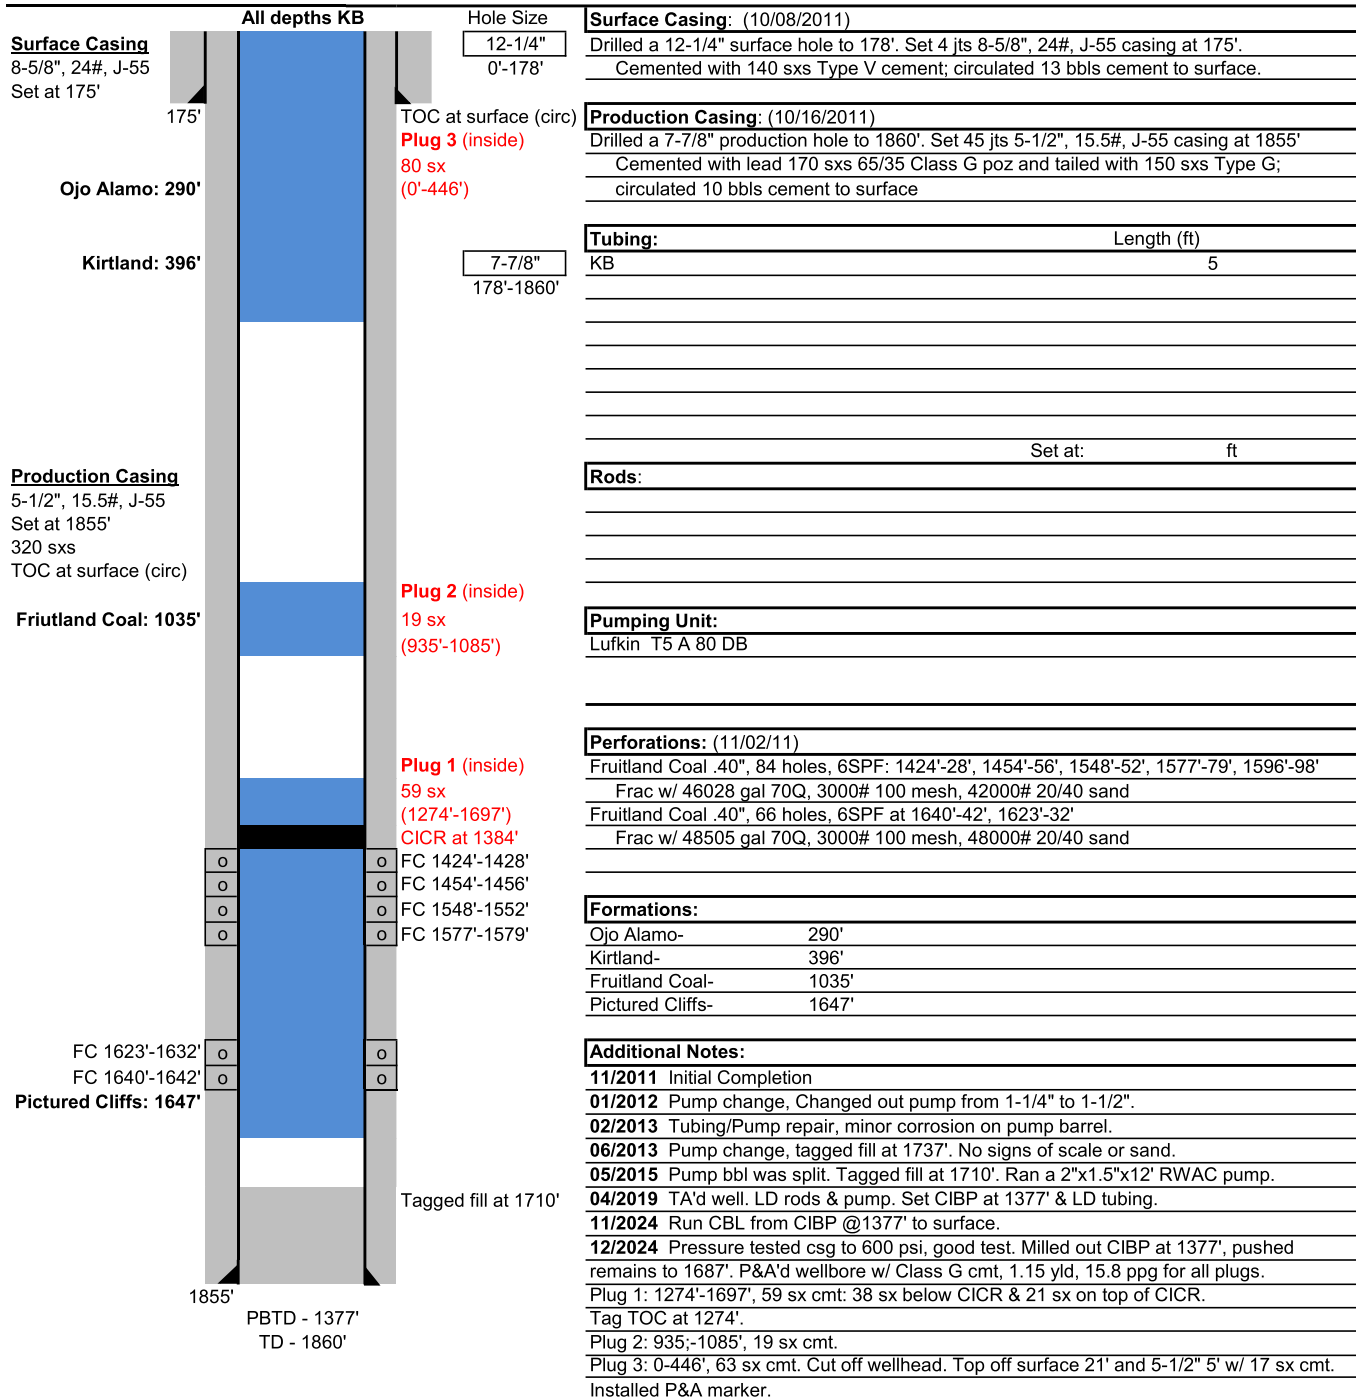 All depths KB
Hole Size
Surface Casing
8-5/8", 24#, J-55
Set at 175'
12-1/4"
0'-178'
175'
TOC at surface (circ)
Plug 3 (inside)
80 sx
(0'-446')
Ojo Alamo: 290'
Kirtland: 396'
7-7/8"
178'-1860'
Production Casing
5-1/2", 15.5#, J-55
Set at 1855'
320 sxs
TOC at surface (circ)
Plug 2 (inside)
19 sx
(935'-1085')
Friutland Coal: 1035'
Plug 1 (inside)
59 sx
(1274'-1697')
CICR at 1384'
o o FC 1424'-1428'
o o FC 1454'-1456'
o o FC 1548'-1552'
o o FC 1577'-1579'
FC 1623'-1632' o o
FC 1640'-1642' o o
Pictured Cliffs: 1647'
Tagged fill at 1710'
1855'
PBTD - 1377'
TD - 1860'
Surface Casing: (10/08/2011)
Drilled a 12-1/4" surface hole to 178'. Set 4 jts 8-5/8", 24#, J-55 casing at 175'.
Cemented with 140 sxs Type V cement; circulated 13 bbls cement to surface.
Production Casing: (10/16/2011)
Drilled a 7-7/8" production hole to 1860'. Set 45 jts 5-1/2", 15.5#, J-55 casing at 1855'
Cemented with lead 170 sxs 65/35 Class G poz and tailed with 150 sxs Type G;
circulated 10 bbls cement to surface
Tubing: Length (ft)
KB 5
Set at: ft
Rods:
Pumping Unit:
Lufkin T5 A 80 DB
Perforations: (11/02/11)
Fruitland Coal .40", 84 holes, 6SPF: 1424'-28', 1454'-56', 1548'-52', 1577'-79', 1596'-98'
Frac w/ 46028 gal 70Q, 3000# 100 mesh, 42000# 20/40 sand
Fruitland Coal .40", 66 holes, 6SPF at 1640'-42', 1623'-32'
Frac w/ 48505 gal 70Q, 3000# 100 mesh, 48000# 20/40 sand
Formations:
Ojo Alamo- 290'
Kirtland- 396'
Fruitland Coal- 1035'
Pictured Cliffs- 1647'
Additional Notes:
11/2011 Initial Completion
01/2012 Pump change, Changed out pump from 1-1/4" to 1-1/2".
02/2013 Tubing/Pump repair, minor corrosion on pump barrel.
06/2013 Pump change, tagged fill at 1737'. No signs of scale or sand.
05/2015 Pump bbl was split. Tagged fill at 1710'. Ran a 2"x1.5"x12' RWAC pump.
04/2019 TA'd well. LD rods & pump. Set CIBP at 1377' & LD tubing.
11/2024 Run CBL from CIBP @1377' to surface.
12/2024 Pressure tested csg to 600 psi, good test. Milled out CIBP at 1377', pushed
remains to 1687'. P&A'd wellbore w/ Class G cmt, 1.15 yld, 15.8 ppg for all plugs.
Plug 1: 1274'-1697', 59 sx cmt: 38 sx below CICR & 21 sx on top of CICR.
Tag TOC at 1274'.
Plug 2: 935;-1085', 19 sx cmt.
Plug 3: 0-446', 63 sx cmt. Cut off wellhead. Top off surface 21' and 5-1/2" 5' w/ 17 sx cmt.
Installed P&A marker.